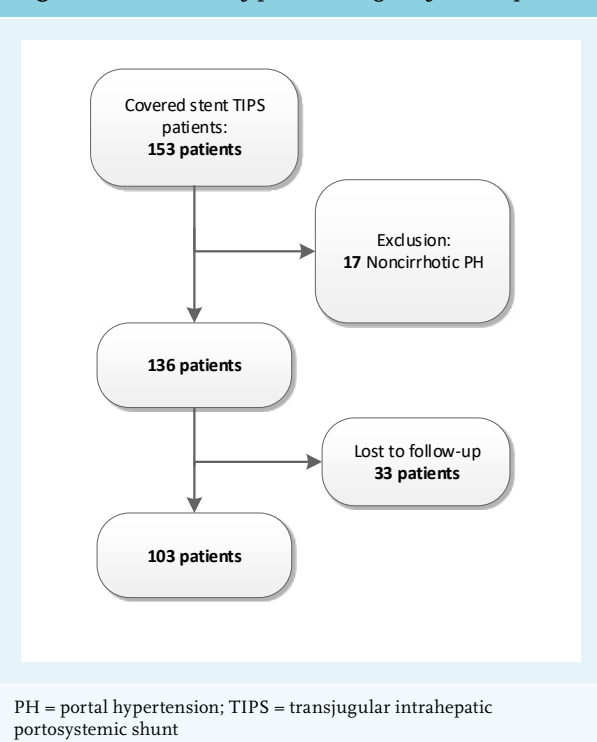 Covered stent TIPS
patients:
153 patients
Exclusion:
17 Noncirrhotic PH
136 patients
Lost to follow-up
33 patients
103 patients
PH = portal hypertension; TIPS = transjugular intrahepatic
portosystemic shunt